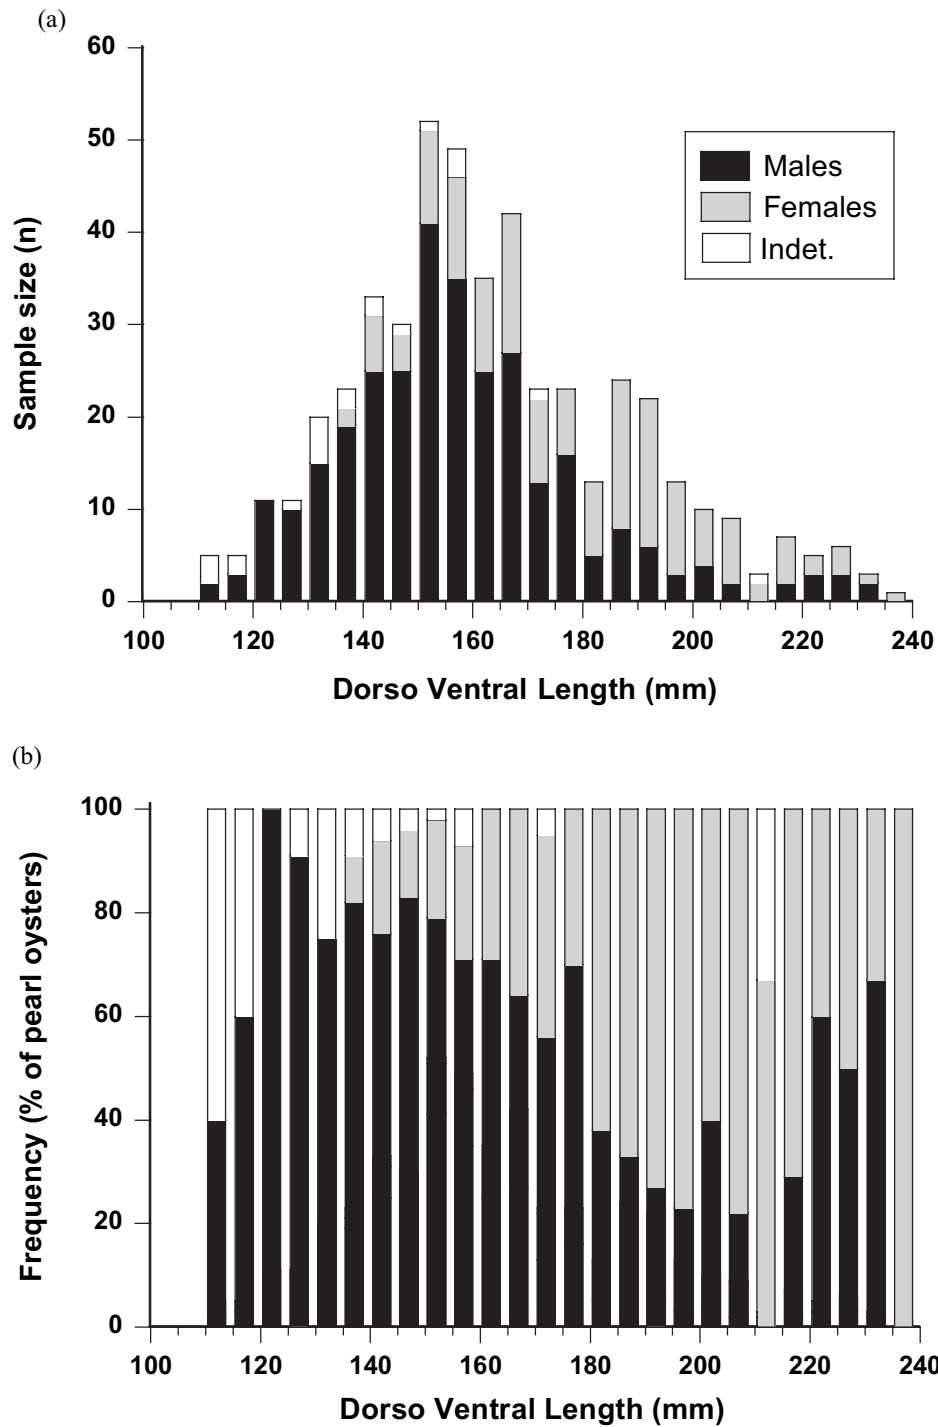 (a)
60
50
40
30
20
10
0
Sample size (n)
Males
Females
Indet.
100 120 140 160 180 200 220 240
Dorso Ventral Length (mm)
(b)
100
80
60
40
20
0
Frequency (% of pearl oysters)
100 120 140 160 180 200 220 240
Dorso Ventral Length (mm)